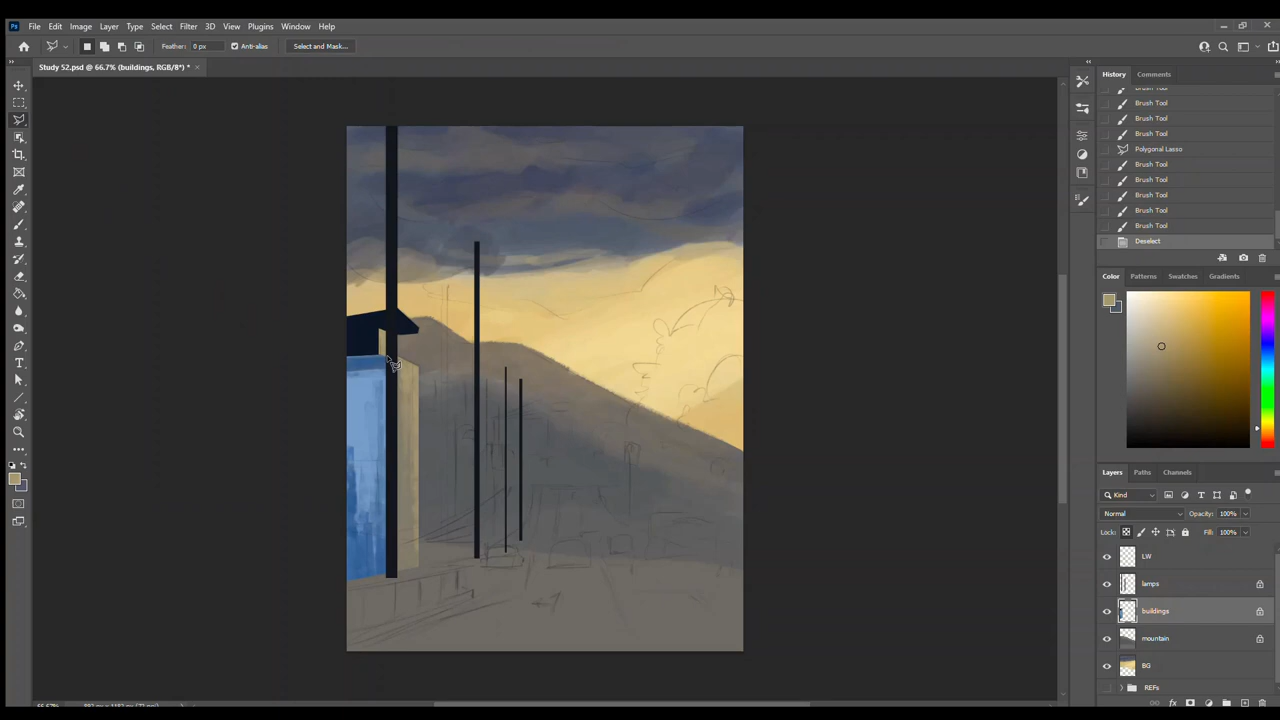 Ps File Edit Image Layer Type Select Filter 3D View Plugins Window Help
Feather: 0 px Anti-alias Select and Mask...
Study 52.psd @ 66.7% (buildings, RGB/8*) * ×
History Comments
Brush Tool
Brush Tool
Brush Tool
Brush Tool
Polygonal Lasso
Brush Tool
Brush Tool
Brush Tool
Brush Tool
Brush Tool
Deselect
Color Patterns Swatches Gradients
Layers Paths Channels
Kind
Normal Opacity: 100%
Lock: Fill: 100%
LW
lamps
buildings
mountain
BG
REFs